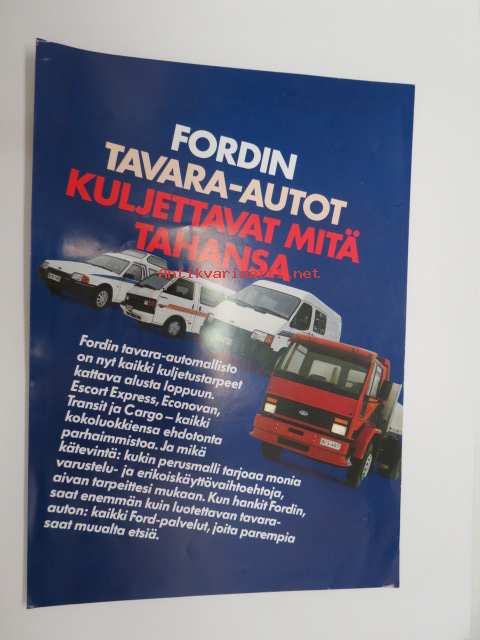 FORDIN
TAVARA-AUTOT
KULJETTAVAT MITÄ
TAHANSA
Antikvariaatti.net
Fordin tavara-automallisto
on nyt kaikki kuljetustarpeet
kattava alusta loppuun.
Escort Express, Econovan,
Transit ja Cargo – kaikki
kokoluokkiensa ehdotonta
parhaimmistoa. Ja mikä
kätevintä: kukin perusmalli tarjoaa monia
varustelu- ja erikoiskäyttövaihtoehtoja,
aivan tarpeittesi mukaan. Kun hankit Fordin,
saat enemmän kuin luotettavan tavara-
auton: kaikki Ford-palvelut, joita parempia
saat muualta etsiä.